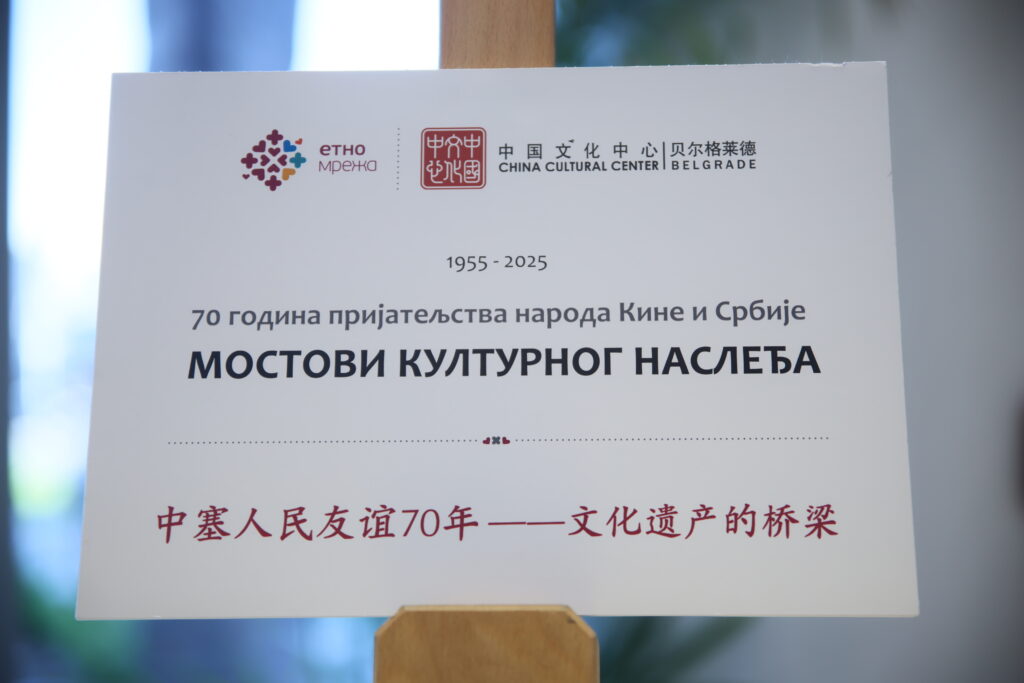 етно
мрежа
中国文化中心
贝尔格莱德
CHINA CULTURAL CENTER
BELGRADE
1955 - 2025
70 година пријатељства народа Кине и Србије
МОСТОВИ КУЛТУРНОГ НАСЛЕЂА
中塞人民友谊70年——文化遗产的桥梁